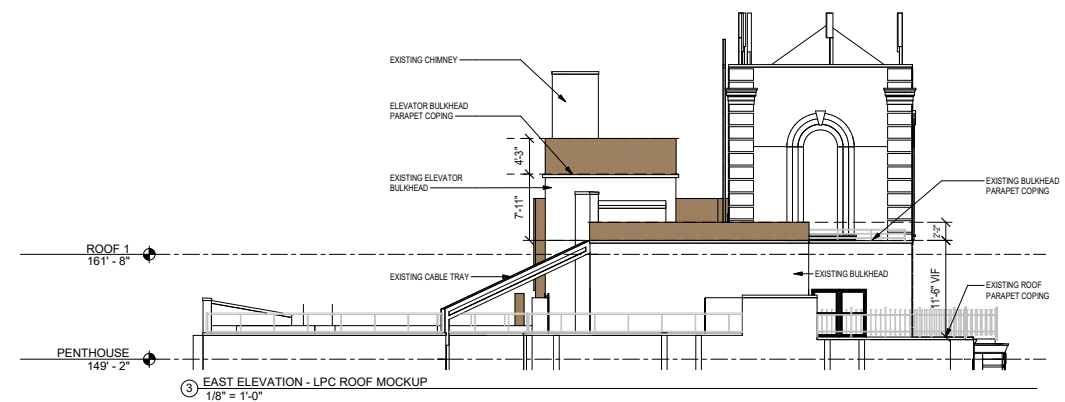 EXISTING CHIMNEY
ELEVATOR BULKHEAD
PARAPET COPING
4'-3"
EXISTING ELEVATOR
BULKHEAD
7'-11"
EXISTING BULKHEAD
PARAPET COPING
2'-2"
ROOF 1
161' - 8"
EXISTING CABLE TRAY
EXISTING BULKHEAD
11'-6" VIF
EXISTING ROOF
PARAPET COPING
PENTHOUSE
149' - 2"
3
EAST ELEVATION - LPC ROOF MOCKUP
1/8" = 1'-0"